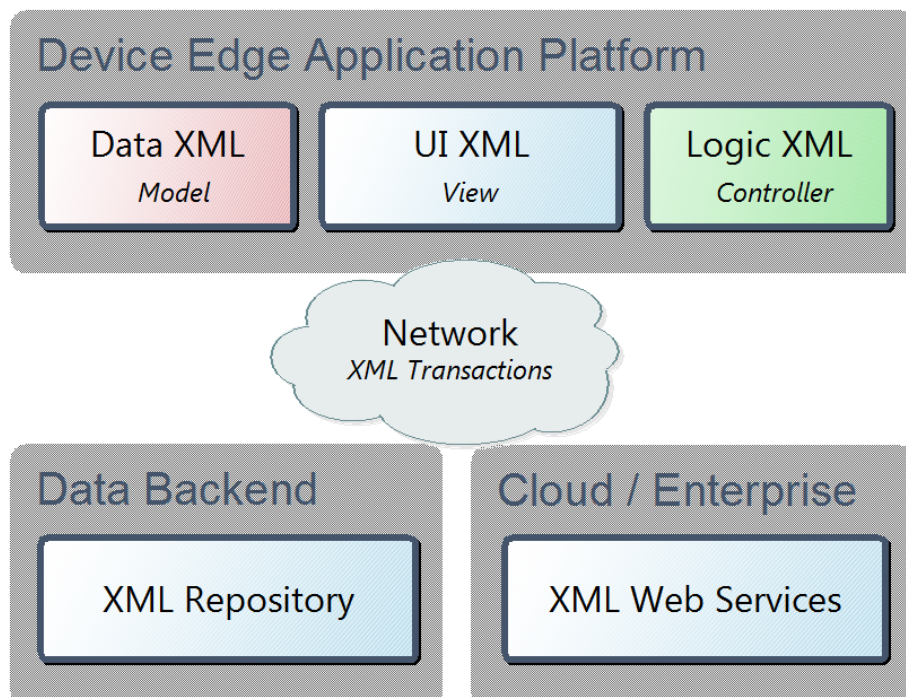 Device Edge Application Platform
Data XML
Model
UI XML
View
Logic XML
Controller
Network
XML Transactions
Data Backend
XML Repository
Cloud / Enterprise
XML Web Services